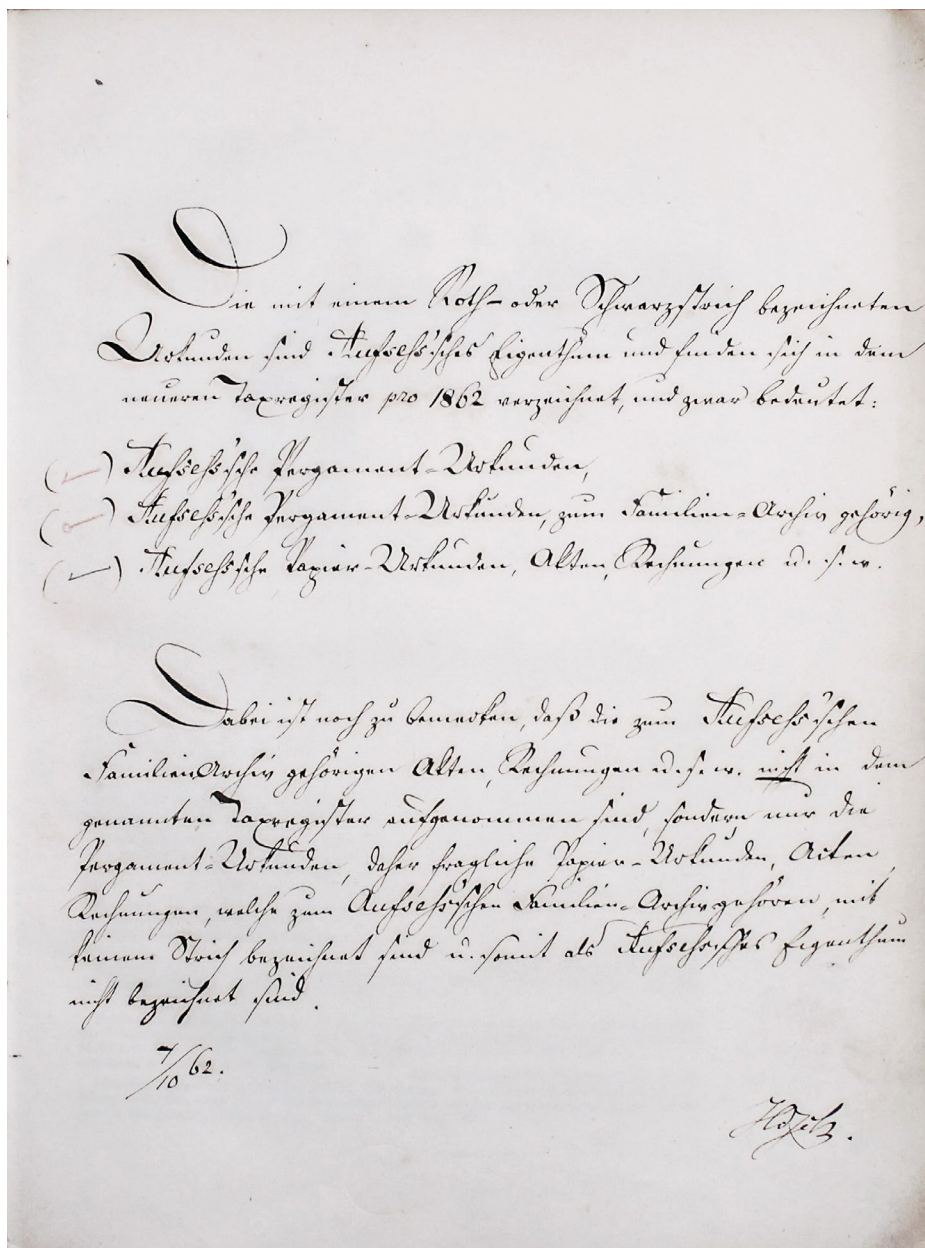 Die mit einem Roth- oder Schwarzstrich bezeichneten
Urkunden sind Aufseß'sches Eigenthum und finden sich in dem
neueren Taxregister pro 1862 verzeichnet, und zwar bedeutet:
(—) Aufseß'sche Pergament-Urkunden,
( ) Aufseß'sche Pergament-Urkunden, zum Familien-Archiv gehörig,
(—) Aufseß'sche Papier-Urkunden, Akten, Rechnungen u. s. w.
Dabei ist noch zu bemerken, daß die zum Aufseß'schen
Familien Archiv gehörigen Akten, Rechnungen u. s. w. nicht in dem
genannten Taxregister aufgenommen sind, sondern nur die
Pergament-Urkunden, daher fragliche Papier-Urkunden, Akten,
Rechnungen, welche zum Aufseß'schen Familien-Archiv gehören, mit
keinem Strich bezeichnet sind u. somit als Aufseß'sches Eigenthum
nicht bezeichnet sind.
7/10 62.